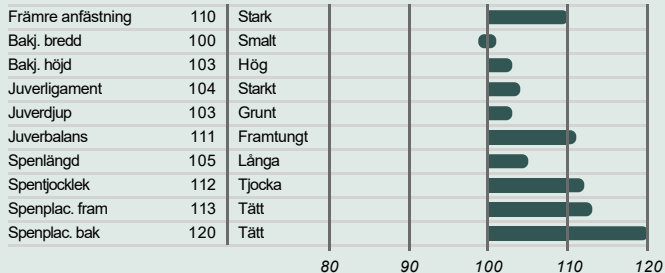 Främre anfästning 110 Stark
Bakj. bredd 100 Smalt
Bakj. höjd 103 Hög
Juverligament 104 Starkt
Juverdjup 103 Grunt
Juverbalans 111 Framtungt
Spenlängd 105 Långa
Spentjocklek 112 Tjocka
Spenplac. fram 113 Tätt
Spenplac. bak 120 Tätt
80 90 100 110 120